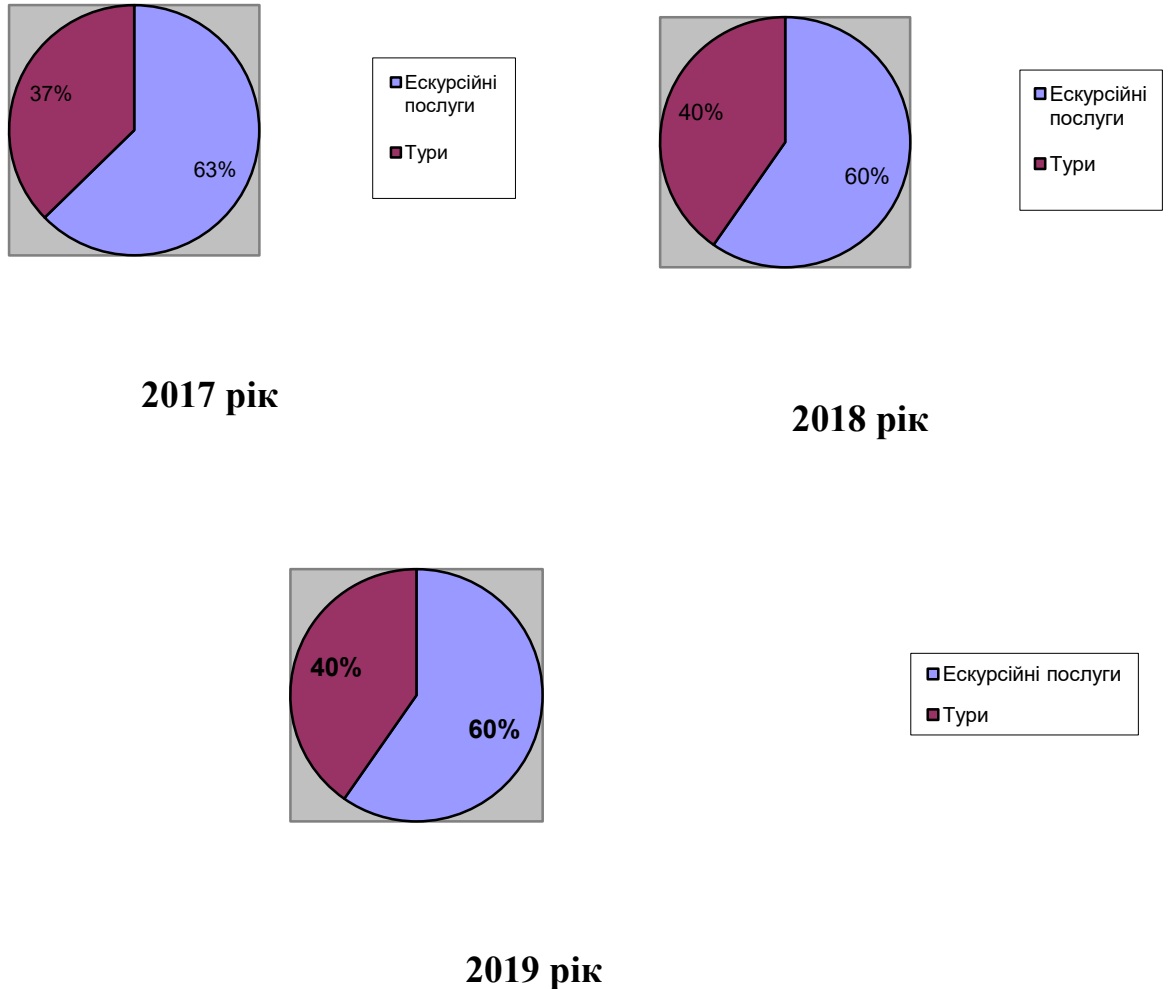 37%
63%
Ескурсійні
послуги
Тури
40%
60%
Ескурсійні
послуги
Тури
2017 рік
2018 рік
40%
60%
Ескурсійні послуги
Тури
2019 рік